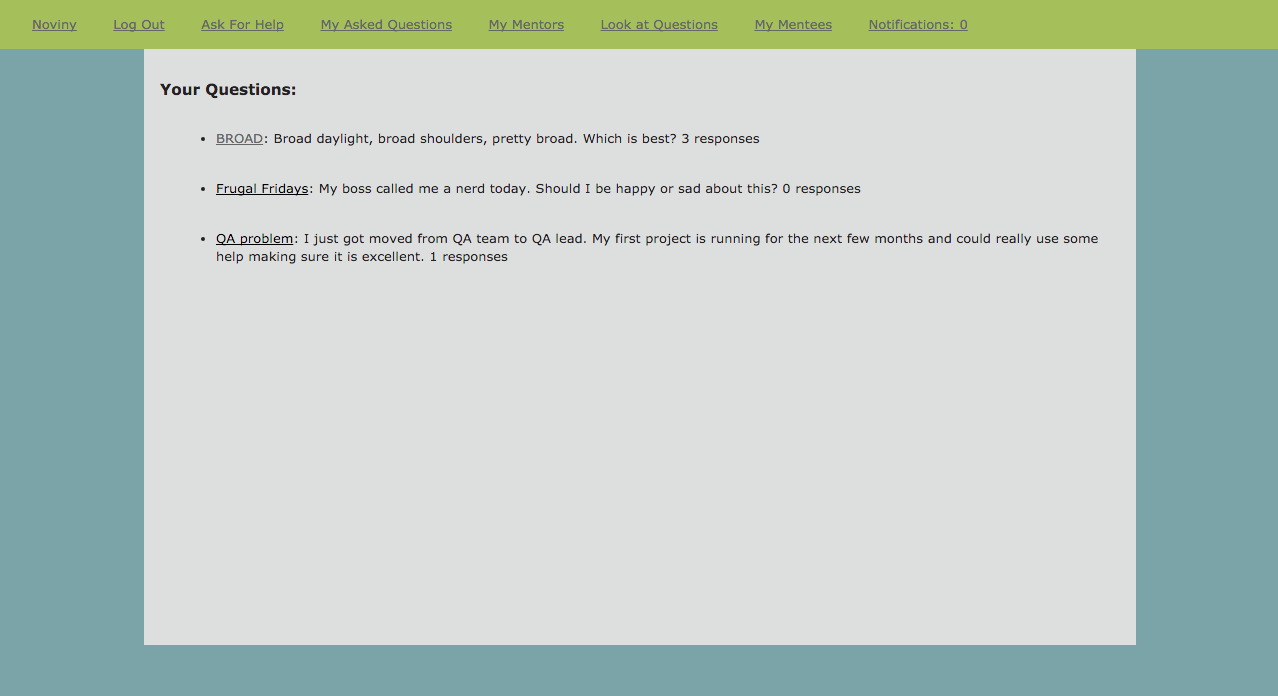 Noviny Log Out Ask For Help My Asked Questions My Mentors Look at Questions My Mentees Notifications: 0
Your Questions:
• BROAD: Broad daylight, broad shoulders, pretty broad. Which is best? 3 responses
• Frugal Fridays: My boss called me a nerd today. Should I be happy or sad about this? 0 responses
• QA problem: I just got moved from QA team to QA lead. My first project is running for the next few months and could really use some
help making sure it is excellent. 1 responses